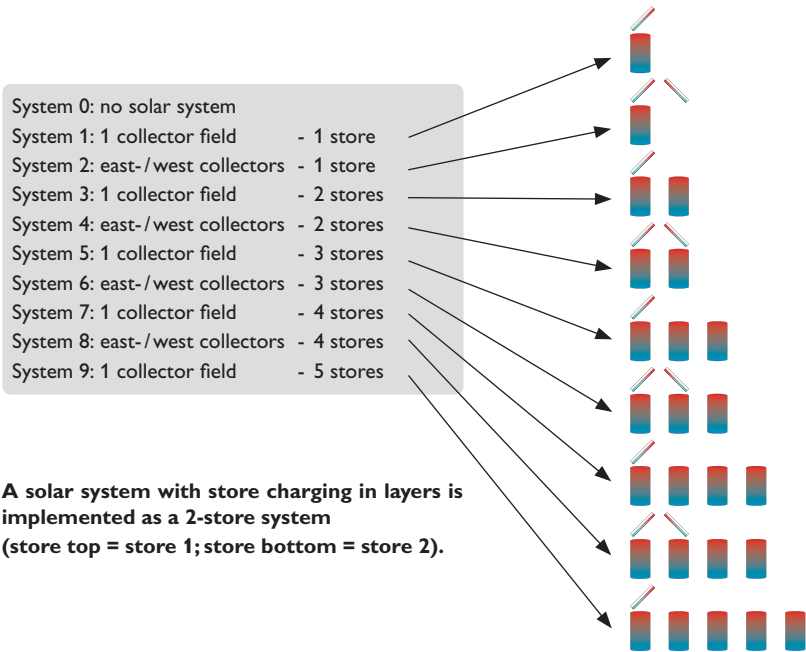 System 0: no solar system
System 1: 1 collector field - 1 store
System 2: east-/west collectors - 1 store
System 3: 1 collector field - 2 stores
System 4: east-/west collectors - 2 stores
System 5: 1 collector field - 3 stores
System 6: east-/west collectors - 3 stores
System 7: 1 collector field - 4 stores
System 8: east-/west collectors - 4 stores
System 9: 1 collector field - 5 stores
A solar system with store charging in layers is
implemented as a 2-store system
(store top = store 1; store bottom = store 2).